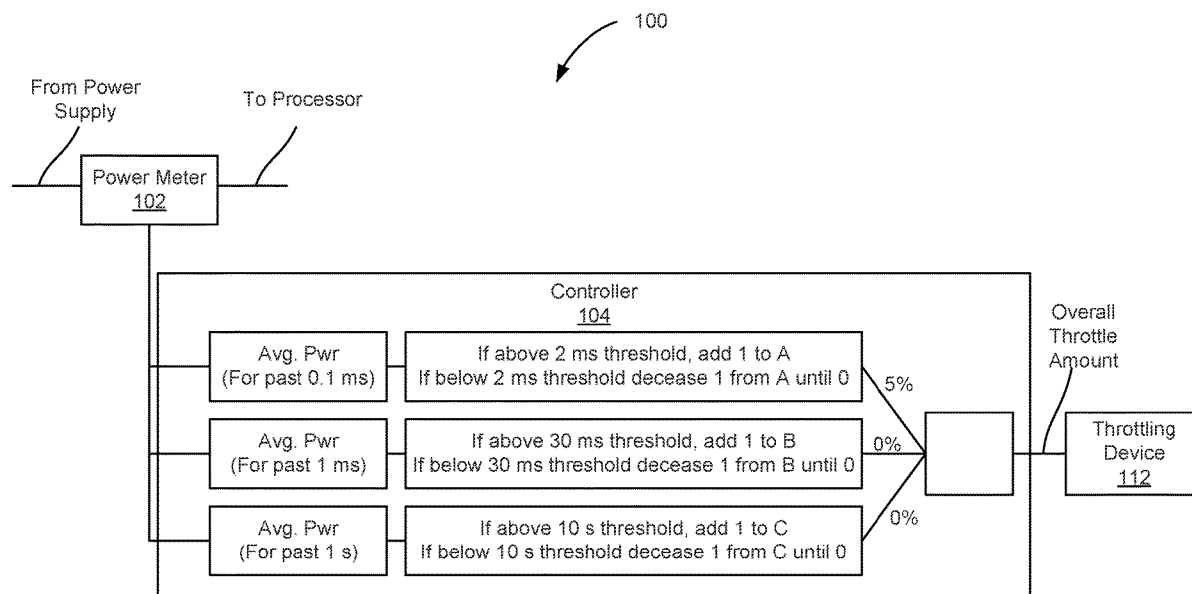 100
From Power
Supply
To Processor
Power Meter
102
Controller
104
Overall
Throttle
Amount
Avg. Pwr
(For past 0.1 ms)
If above 2 ms threshold, add 1 to A
If below 2 ms threshold decease 1 from A until 0
5%
Avg. Pwr
(For past 1 ms)
If above 30 ms threshold, add 1 to B
If below 30 ms threshold decease 1 from B until 0
0%
Throttling
Device
112
Avg. Pwr
(For past 1 s)
If above 10 s threshold, add 1 to C
If below 10 s threshold decease 1 from C until 0
0%